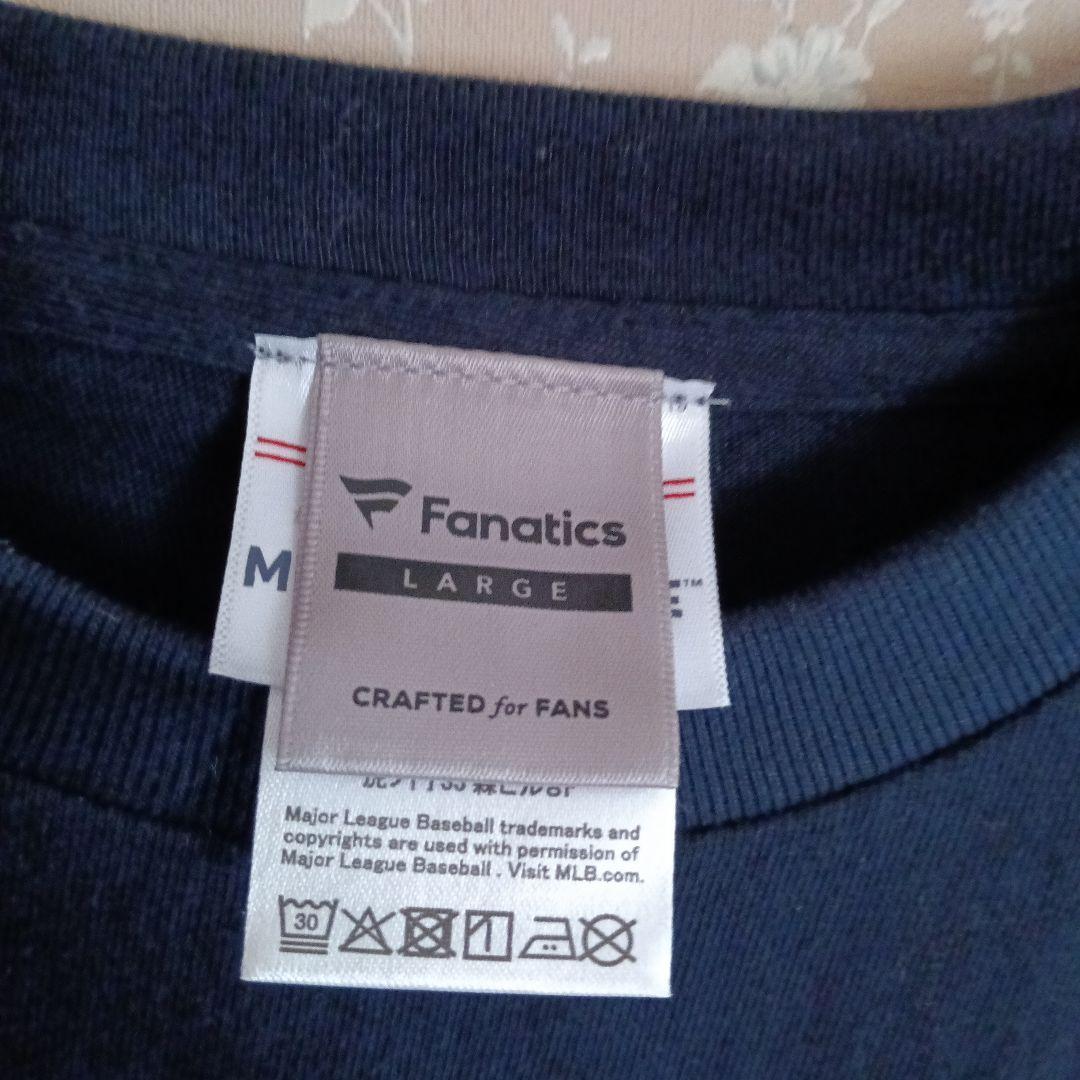 Fanatics
LARGE
CRAFTED for FANS
Major League Baseball trademarks and
copyrights are used with permission of
Major League Baseball . Visit MLB.com.
30